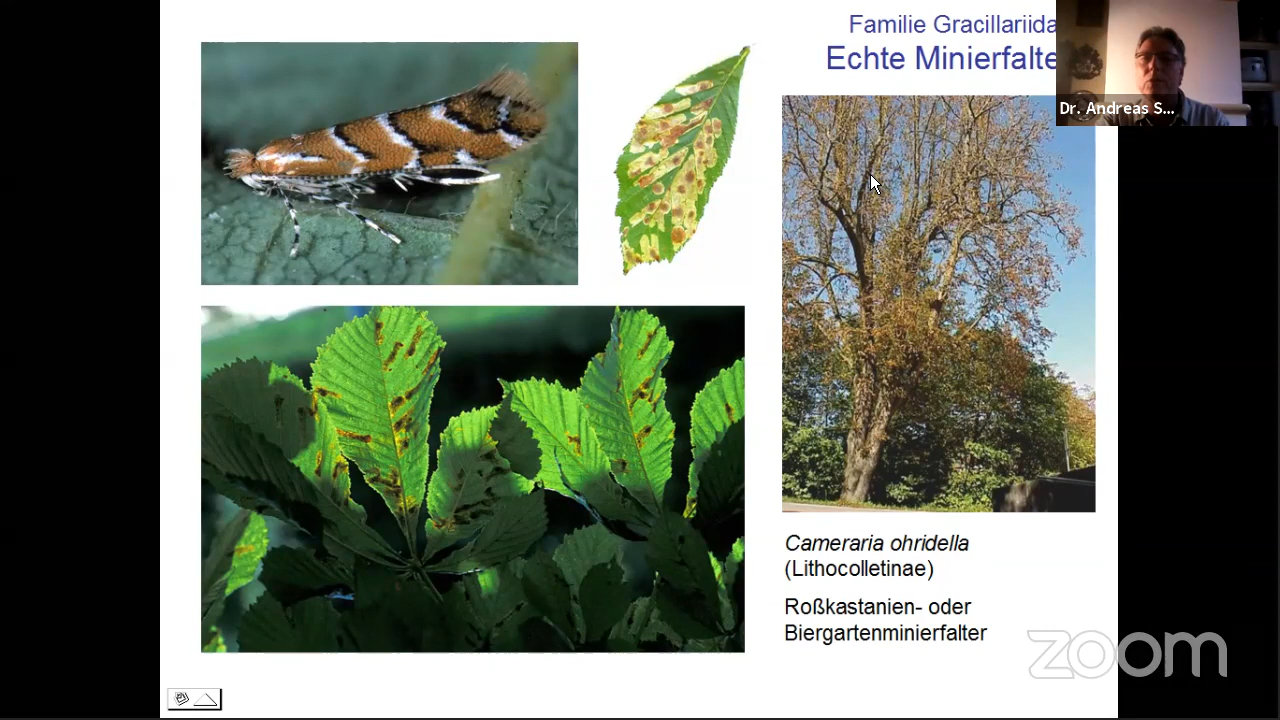 Familie Gracillariida
Echte Minierfalte
Dr. Andreas S...
Cameraria ohridella
(Lithocolletinae)
Roßkastanien- oder
Biergartenminierfalter
zoom